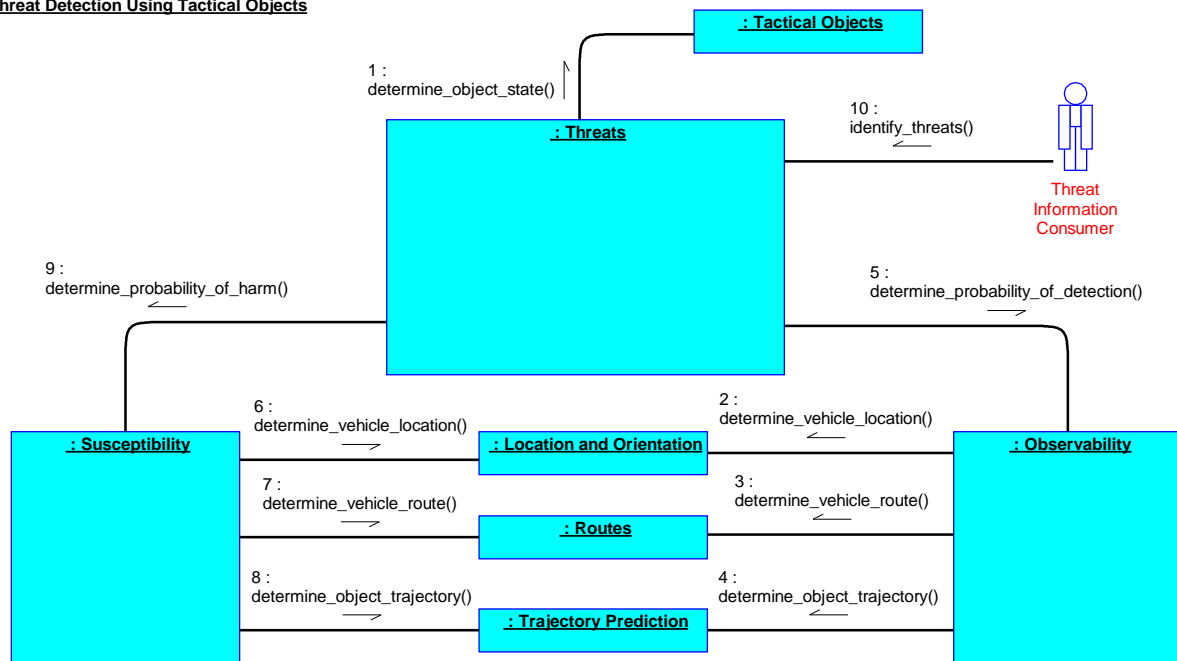 hreat Detection Using Tactical Objects
: Tactical Objects
1 :
determine_object_state()
10 :
identify_threats()
: Threats
Threat
Information
Consumer
9 :
determine_probability_of_harm()
5 :
determine_probability_of_detection()
6 :
determine_vehicle_location()
2 :
determine_vehicle_location()
: Susceptibility
: Location and Orientation
: Observability
7 :
determine_vehicle_route()
3 :
determine_vehicle_route()
: Routes
8 :
determine_object_trajectory()
4 :
determine_object_trajectory()
: Trajectory Prediction